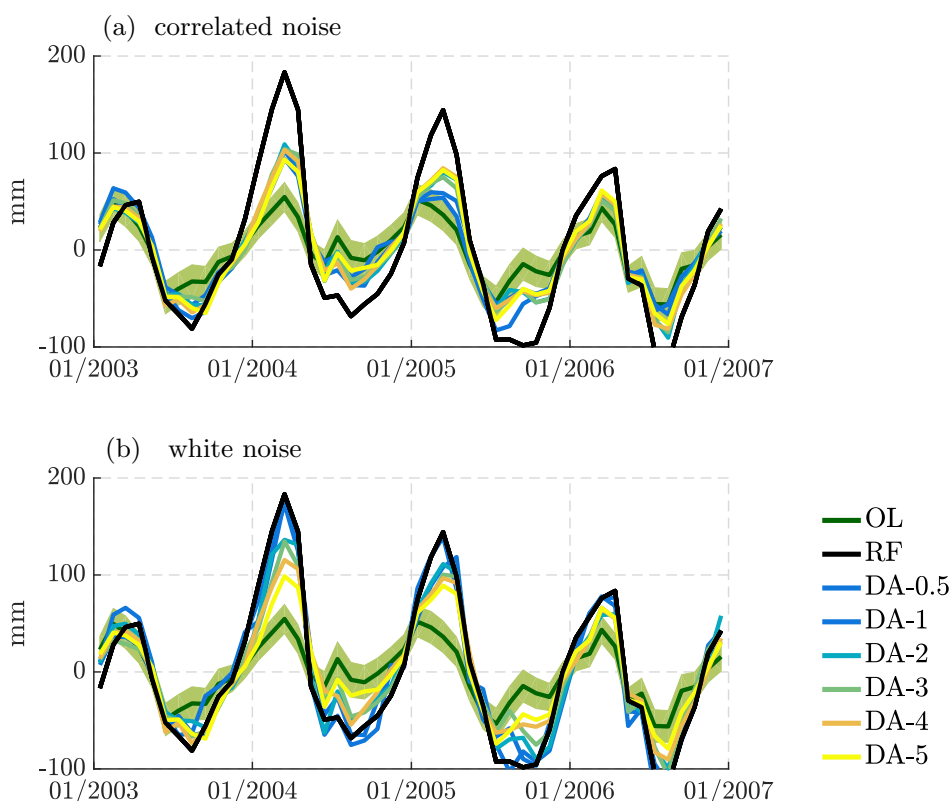 (a) correlated noise
200
100
0
-100
mm
01/2003 01/2004 01/2005 01/2006 01/2007
(b) white noise
200
100
0
-100
mm
01/2003 01/2004 01/2005 01/2006 01/2007
OL
RF
DA-0.5
DA-1
DA-2
DA-3
DA-4
DA-5